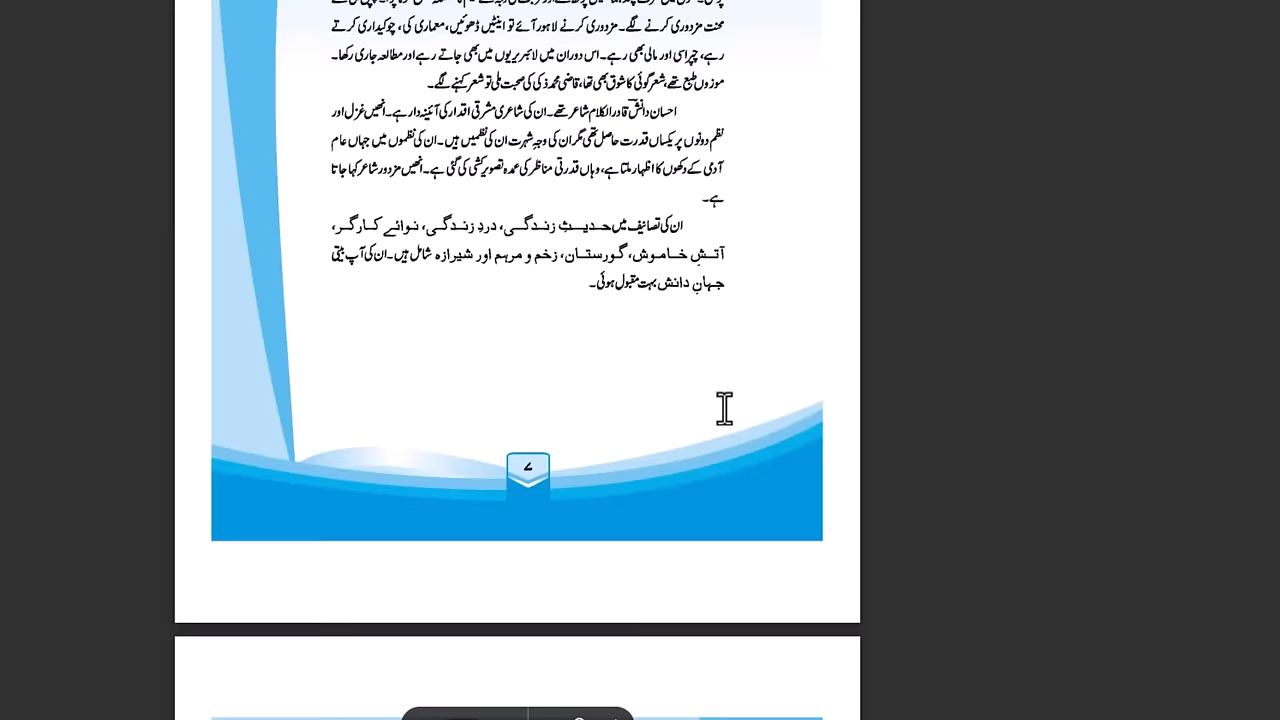 محنت مزدوری کرنے لگے۔ مزدوری کرنے لاہور آئے تو اینٹیں ڈھوئیں، معماری کی، چوکیداری کرتے
رہے، چپراسی اور مالی بھی رہے۔ اس دوران میں لائبریریوں میں بھی جاتے رہے اور مطالعہ جاری رکھا۔
موزوں طبع تھے، شعر گوئی کا شوق بھی تھا، قاضی محمد ذکی کی صحبت ملی تو شعر کہنے لگے۔
احسان دانش قادر الکلام شاعر تھے۔ ان کی شاعری مشرقی اقدار کی آئینہ دار ہے۔ انھیں غزل اور
نظم دونوں پر یکساں قدرت حاصل تھی مگر ان کی وجہِ شہرت ان کی نظمیں ہیں۔ ان کی نظموں میں جہاں عام
آدمی کے دکھوں کا اظہار ملتا ہے، وہاں قدرتی مناظر کی عمدہ تصویر کشی کی گئی ہے۔ انھیں مزدور شاعر کہا جاتا
ہے۔
ان کی تصانیف میں حدیثِ زندگی، دردِ زندگی، نوائے کارگر،
آتشِ خاموش، گورستان، زخم و مرہم اور شیرازہ شامل ہیں۔ ان کی آپ بیتی
جہانِ دانش بہت مقبول ہوئی۔
۷